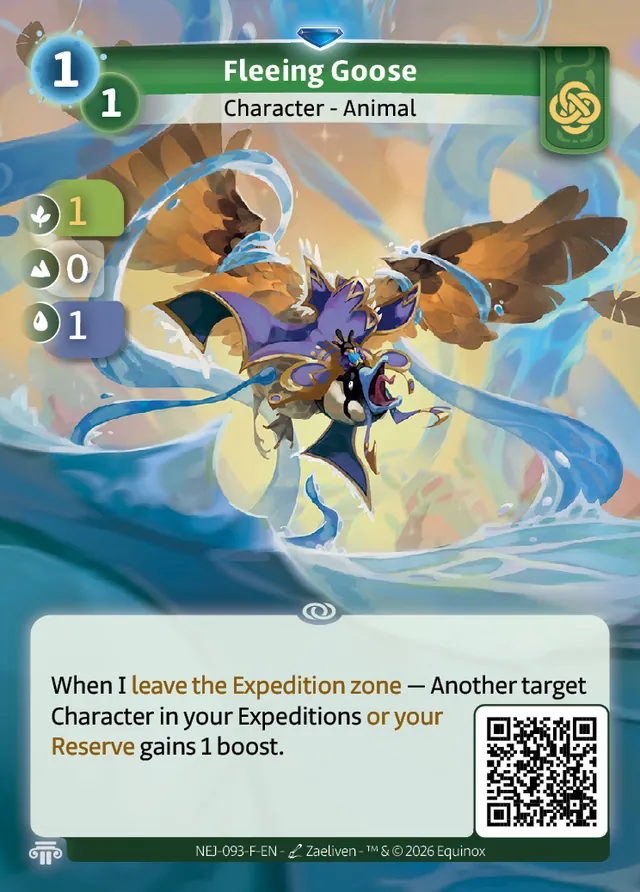 1
Fleeing Goose
1
Character - Animal
1
0
1
When I leave the Expedition zone — Another target
Character in your Expeditions or your
Reserve gains 1 boost.
NEJ-093-F-EN - Zaeliven - ™ & © 2026 Equinox